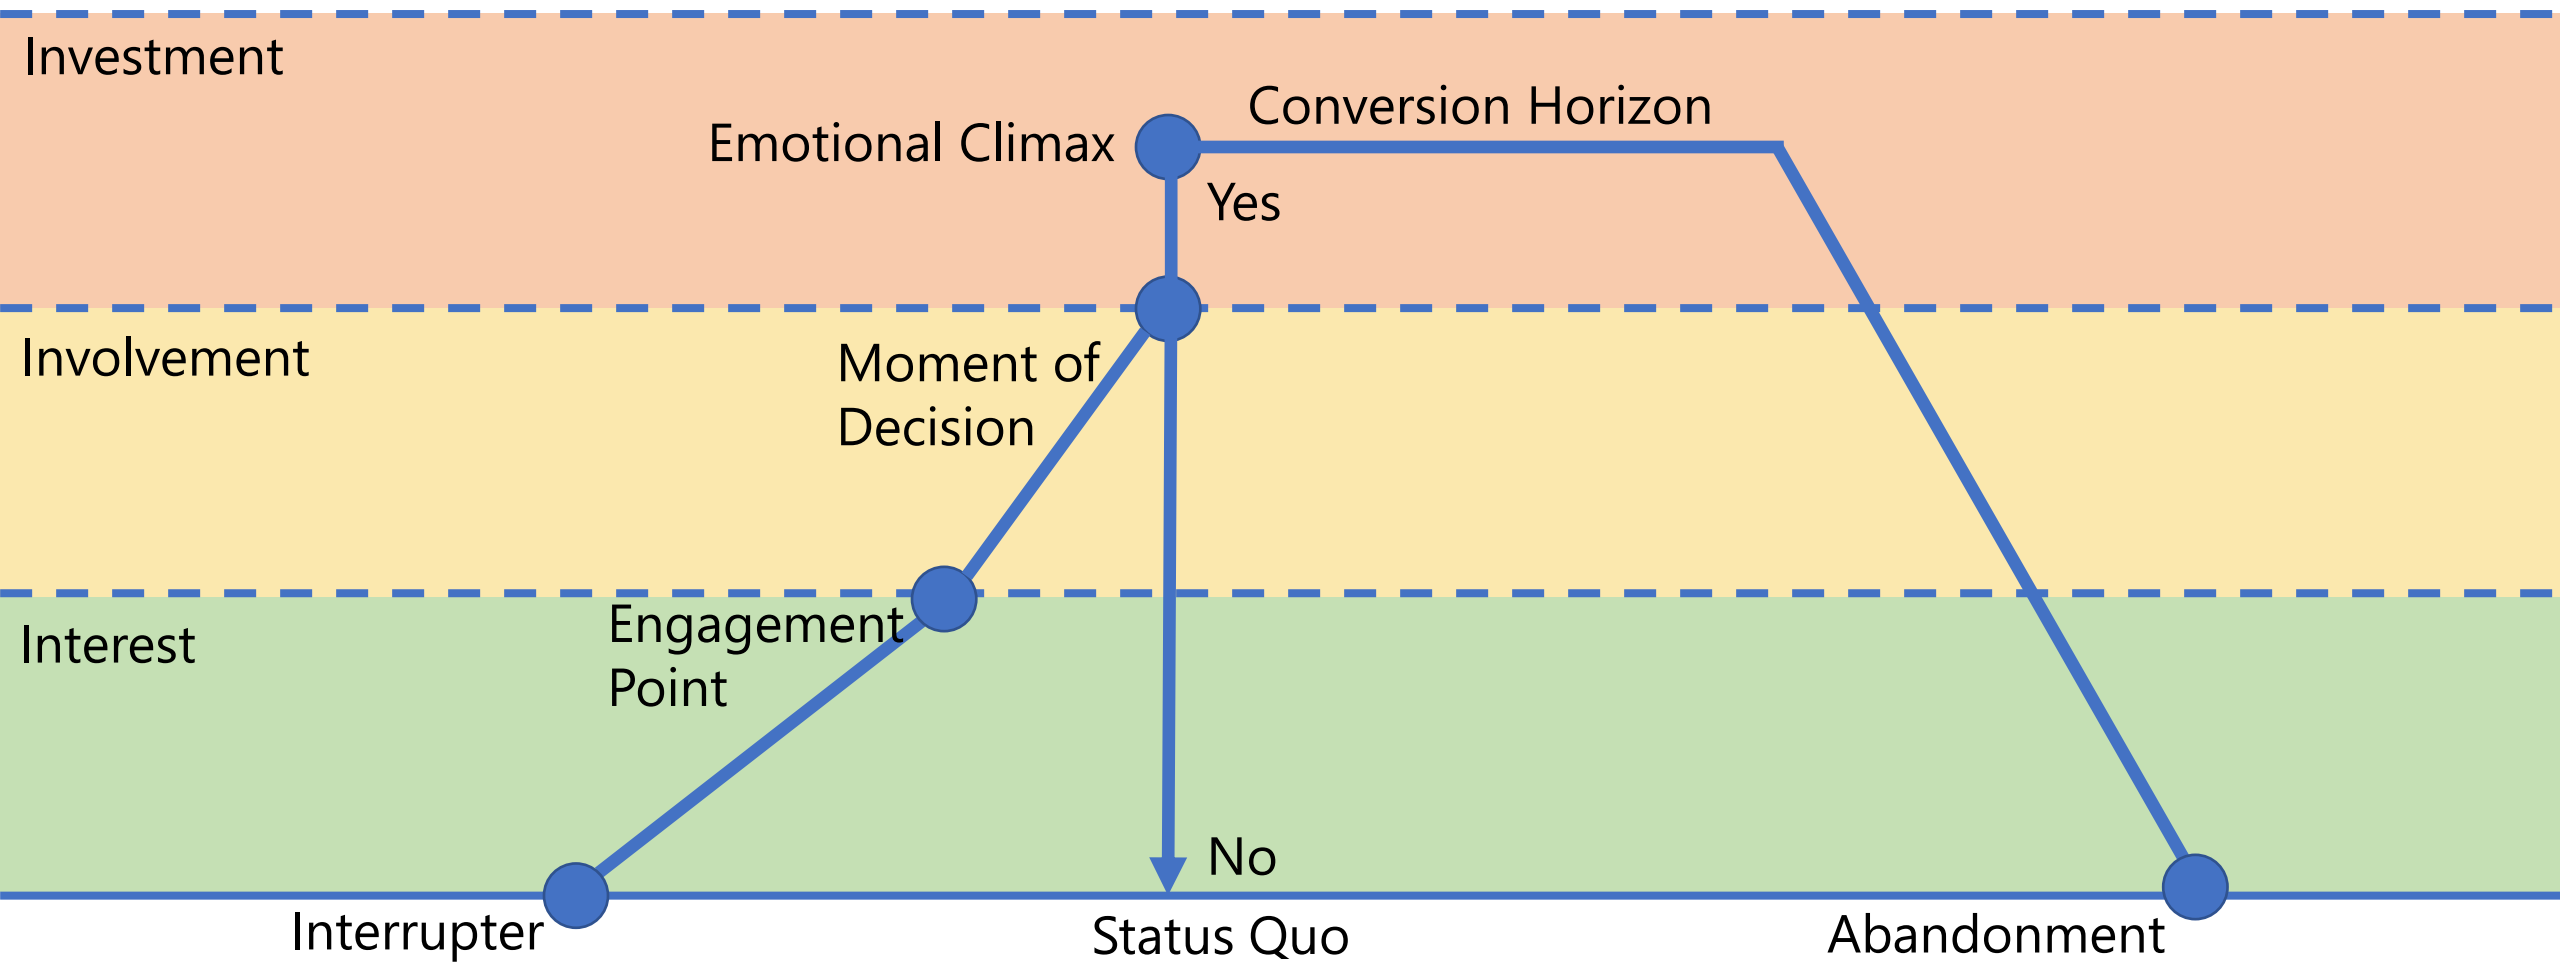 Investment
Conversion Horizon
Emotional Climax
Yes
Involvement
Moment of
Decision
Engagement
Point
Interest
No
Interrupter
Status Quo
Abandonment